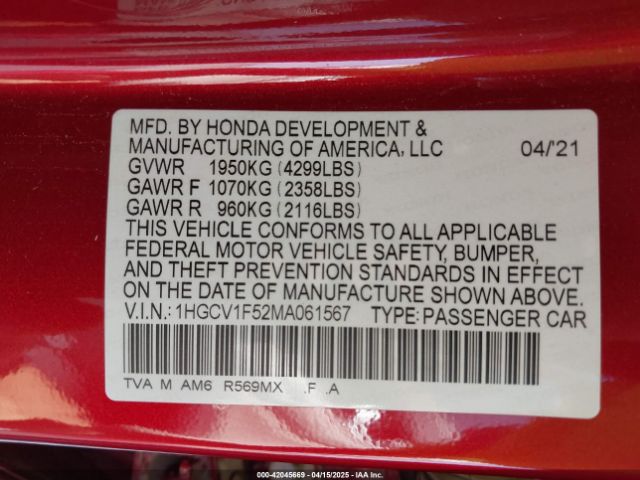 MFD. BY HONDA DEVELOPMENT &
MANUFACTURING OF AMERICA, LLC 04/'21
GVWR 1950KG (4299LBS)
GAWR F 1070KG (2358LBS)
GAWR R 960KG (2116LBS)
THIS VEHICLE CONFORMS TO ALL APPLICABLE
FEDERAL MOTOR VEHICLE SAFETY, BUMPER,
AND THEFT PREVENTION STANDARDS IN EFFECT
ON THE DATE OF MANUFACTURE SHOWN ABOVE.
V.I.N.: 1HGCV1F52MA061567 TYPE: PASSENGER CAR
TVA M AM6 R569MX .F .A
000-42045669 - 04/15/2025 - IAAI.COM